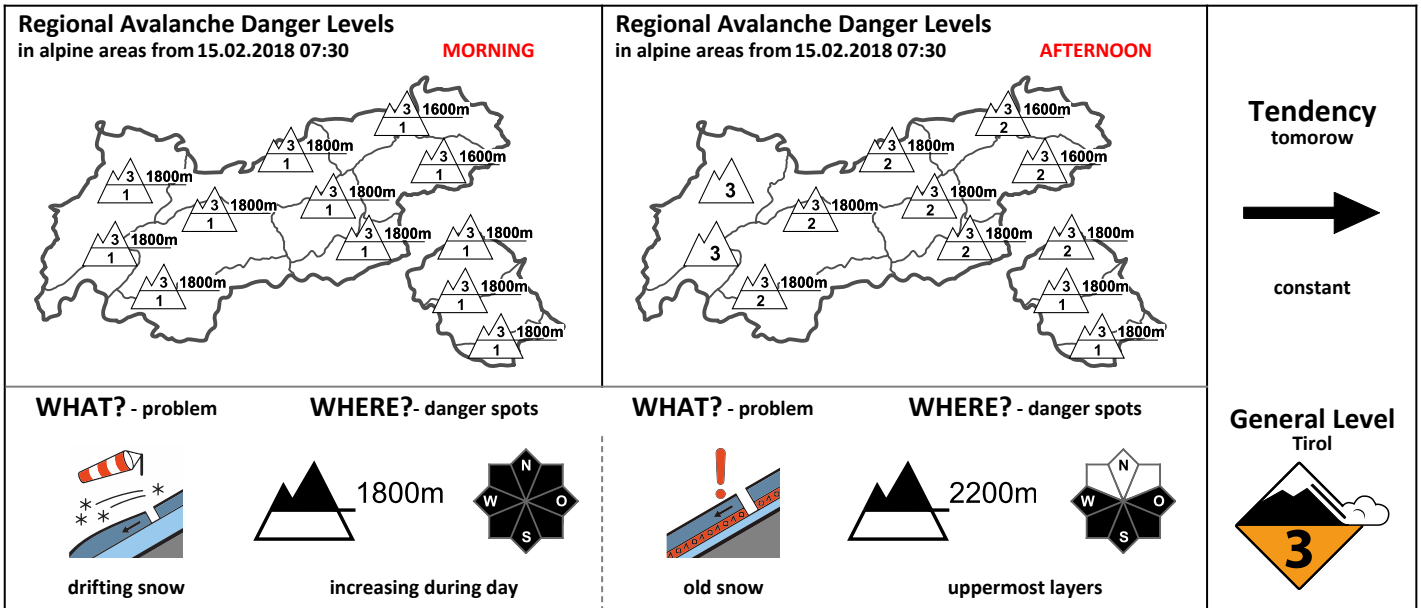 Regional Avalanche Danger Levels
in alpine areas from 15.02.2018 07:30 MORNING
3 1600m
1
3 1800m
1
3 1600m
1
3 1800m
1
3 1800m
1
3 1800m
1
3 1800m
1
3 1800m
1
3 1800m
1
3 1800m
1
3 1800m
1
3 1800m
1
Regional Avalanche Danger Levels
in alpine areas from 15.02.2018 07:30 AFTERNOON
3 1600m
2
3 1800m
2
3 1600m
2
3
3 1800m
2
3 1800m
2
3
3 1800m
2
3 1800m
2
3 1800m
2
3 1800m
1
3 1800m
1
Tendency
tomorow
constant
WHAT? - problem
drifting snow
WHERE? - danger spots
1800m
N
W O
S
increasing during day
WHAT? - problem
old snow
WHERE? - danger spots
2200m
N
W O
S
uppermost layers
General Level
Tirol
3